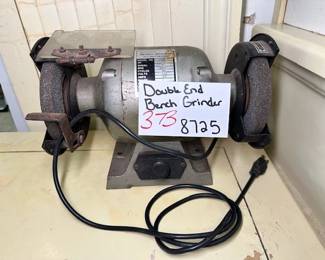 Double End
Bench Grinder
373
8725